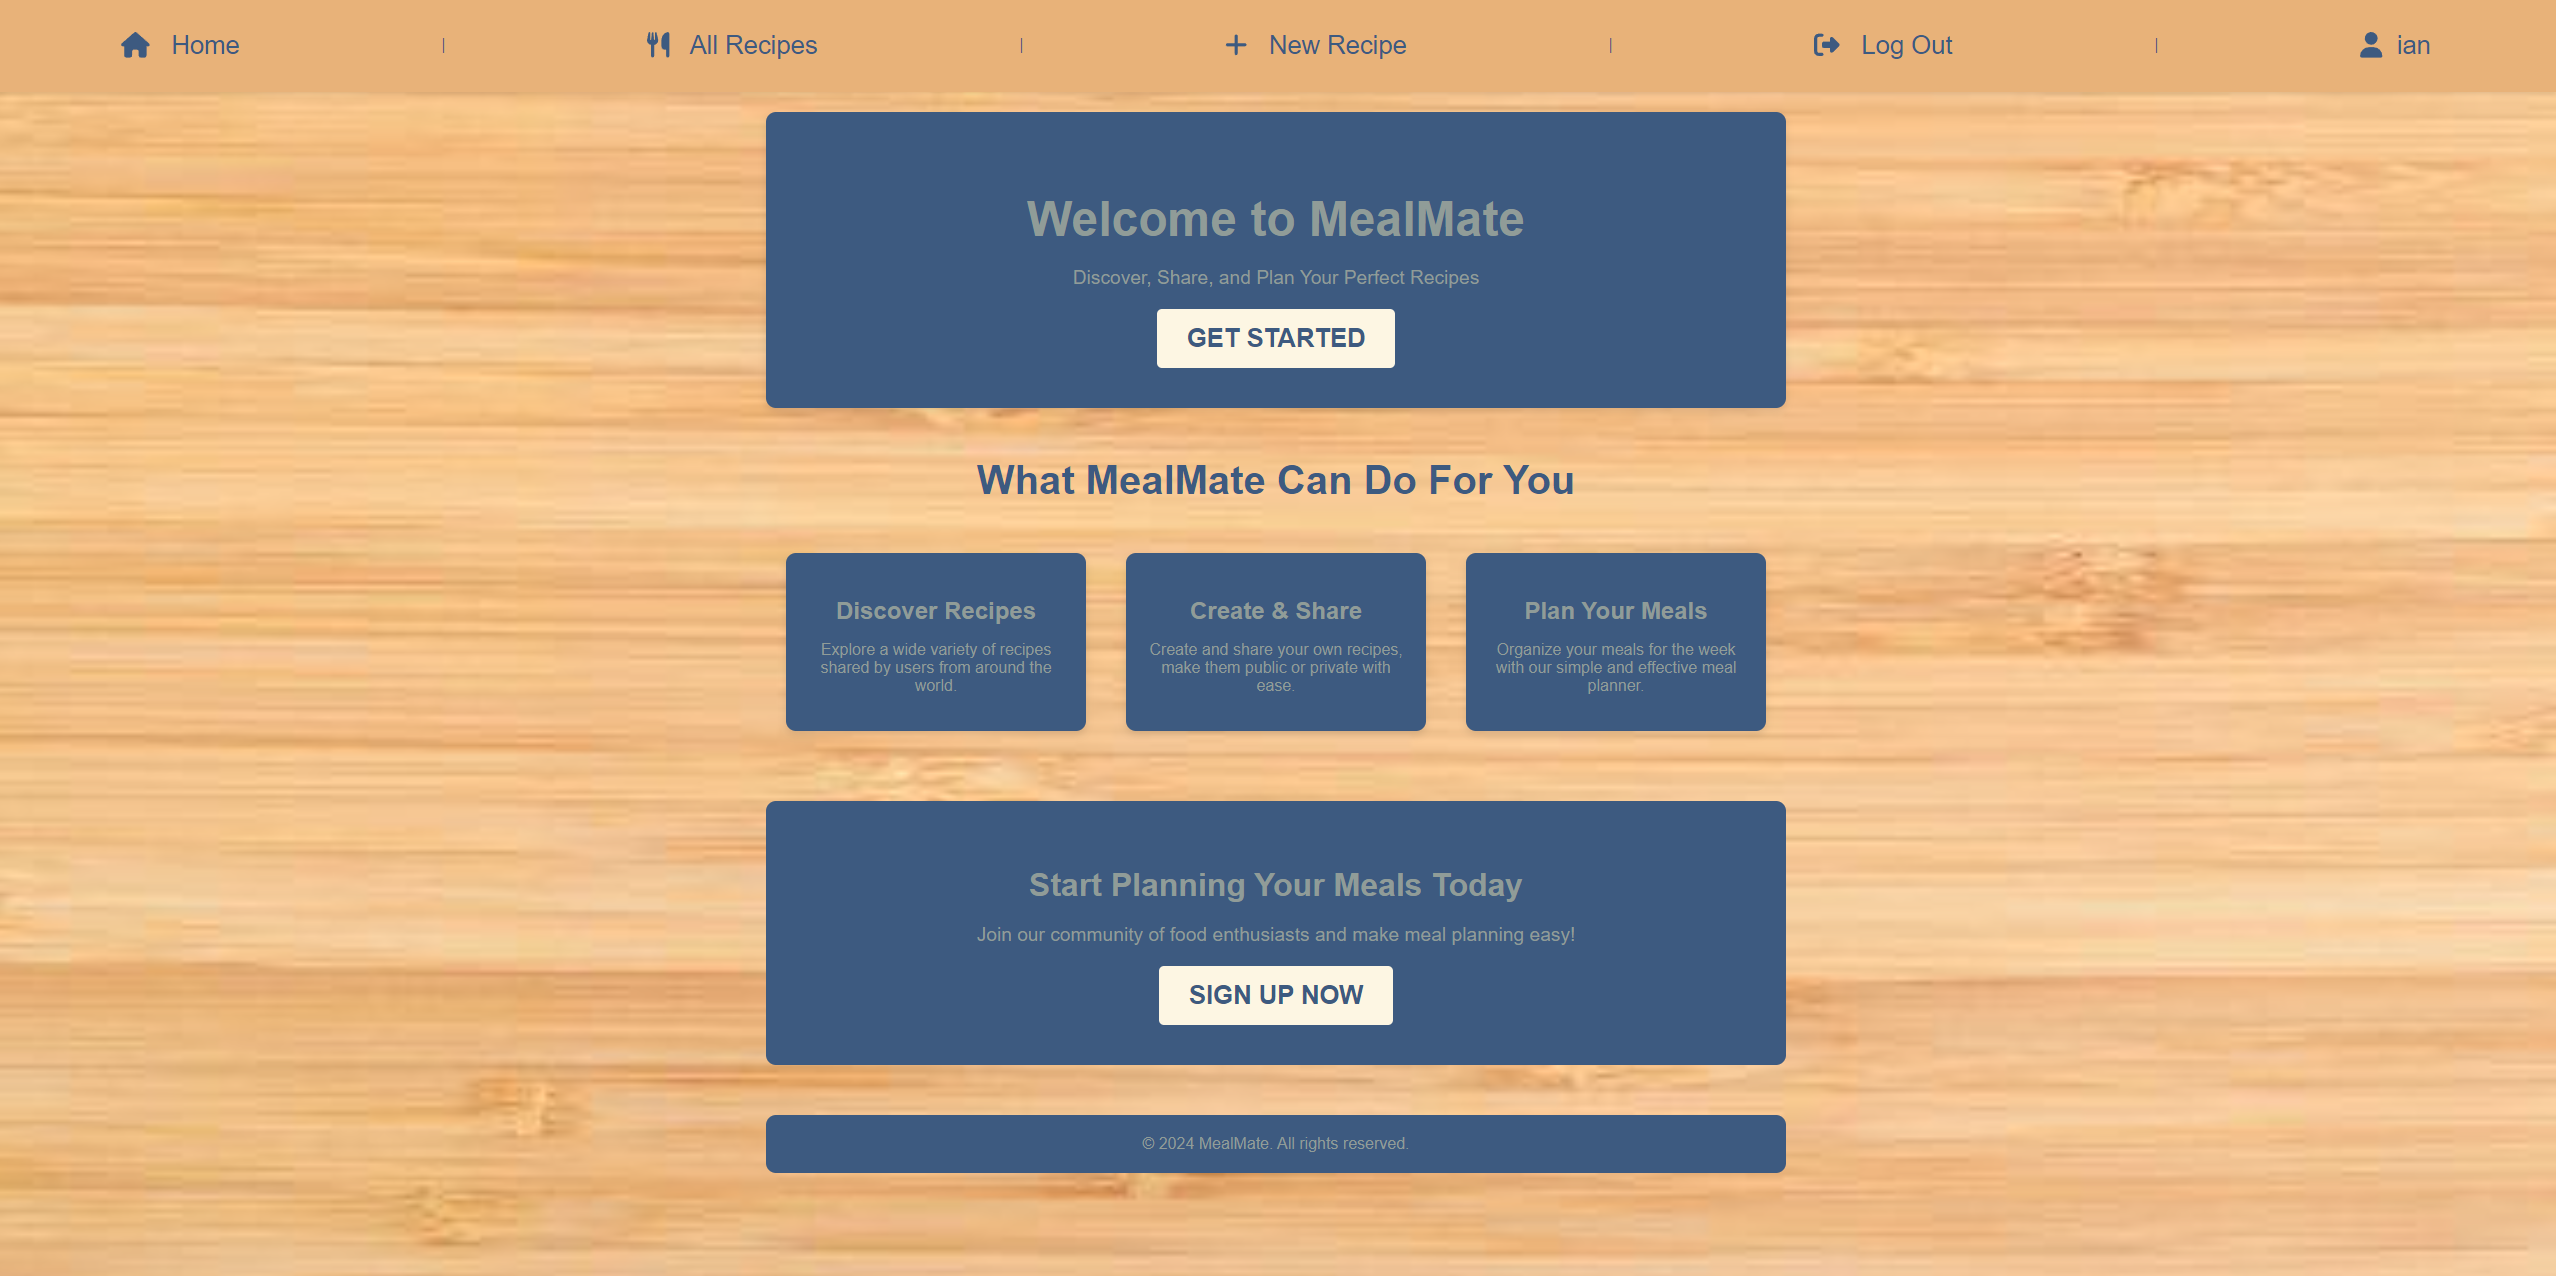 Home | All Recipes | New Recipe | Log Out | ian
Welcome to MealMate
Discover, Share, and Plan Your Perfect Recipes
GET STARTED
What MealMate Can Do For You
Discover Recipes
Explore a wide variety of recipes
shared by users from around the
world.
Create & Share
Create and share your own recipes,
make them public or private with
ease.
Plan Your Meals
Organize your meals for the week
with our simple and effective meal
planner.
Start Planning Your Meals Today
Join our community of food enthusiasts and make meal planning easy!
SIGN UP NOW
© 2024 MealMate. All rights reserved.